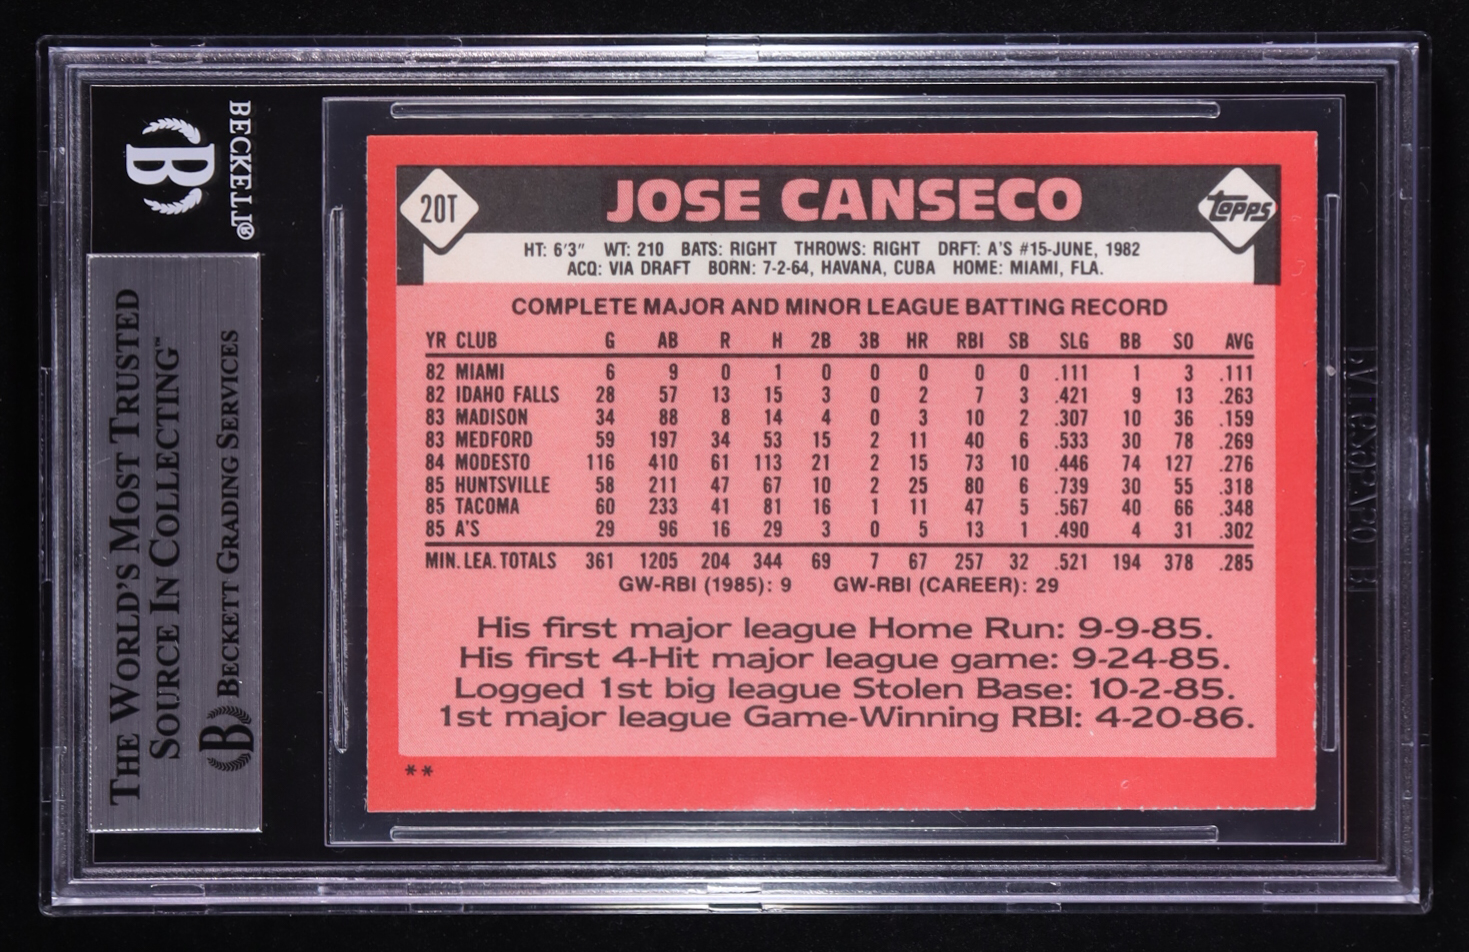 BECKETT®
B
THE WORLD'S MOST TRUSTED
SOURCE IN COLLECTING™
B BECKETT GRADING SERVICES
20T
JOSE CANSECO
topps
HT: 6'3" WT: 210 BATS: RIGHT THROWS: RIGHT DRFT: A'S #15-JUNE, 1982
ACQ: VIA DRAFT BORN: 7-2-64, HAVANA, CUBA HOME: MIAMI, FLA.
COMPLETE MAJOR AND MINOR LEAGUE BATTING RECORD
YR CLUB G AB R H 2B 3B HR RBI SB SLG BB SO AVG
82 MIAMI 6 9 0 1 0 0 0 0 0 .111 1 3 .111
82 IDAHO FALLS 28 57 13 15 3 0 2 7 3 .421 9 13 .263
83 MADISON 34 88 8 14 4 0 3 10 2 .307 10 36 .159
83 MEDFORD 59 197 34 53 15 2 11 40 6 .533 30 78 .269
84 MODESTO 116 410 61 113 21 2 15 73 10 .446 74 127 .276
85 HUNTSVILLE 58 211 47 67 10 2 25 80 6 .739 30 55 .318
85 TACOMA 60 233 41 81 16 1 11 47 5 .567 40 66 .348
85 A'S 29 96 16 29 3 0 5 13 1 .490 4 31 .302
MIN. LEA. TOTALS 361 1205 204 344 69 7 67 257 32 .521 194 378 .285
GW-RBI (1985): 9 GW-RBI (CAREER): 29
His first major league Home Run: 9-9-85.
His first 4-Hit major league game: 9-24-85.
Logged 1st big league Stolen Base: 10-2-85.
1st major league Game-Winning RBI: 4-20-86.
**